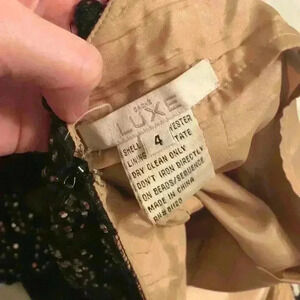 LUXE
4
SHELL
LINING
DRY CLEAN ONLY
DON'T IRON DIRECTLY
ON BEADS/SEQUENCE
MADE IN CHINA